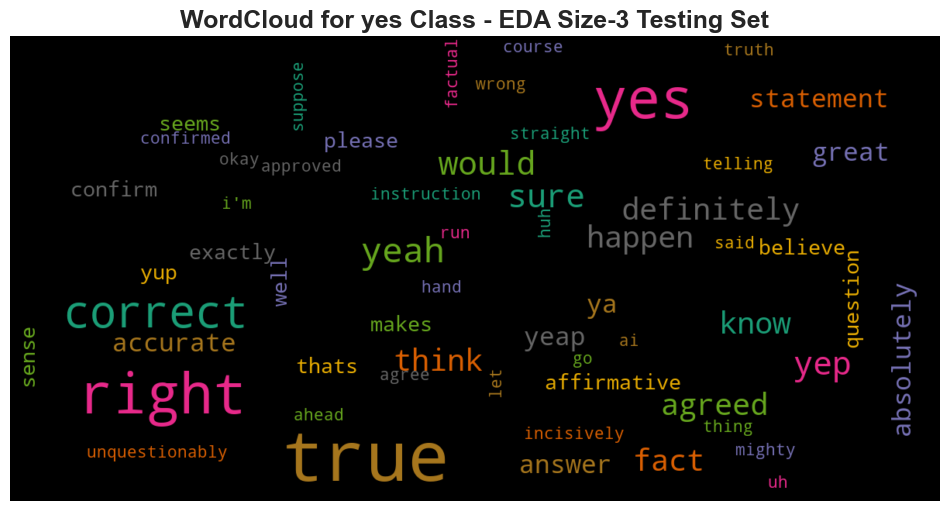 WordCloud for yes Class - EDA Size-3 Testing Set
course
truth
factual
wrong
suppose
yes
statement
seems
confirmed
please
straight
okay
approved
would
telling
great
confirm
i'm
instruction
sure
huh
definitely
happen
exactly
yeah
run
said
believe
yup
well
hand
question
correct
accurate
makes
ya
know
absolutely
sense
thats
think
yeap
ai
yep
agree
go
affirmative
right
let
agreed
ahead
thing
unquestionably
true
incisively
answer
fact
mighty
uh